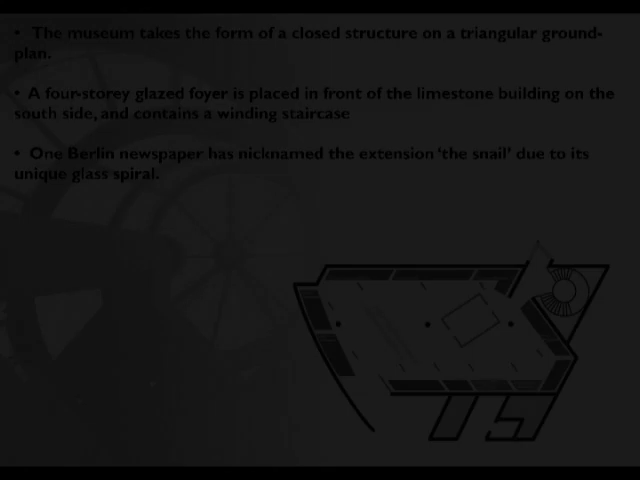 • The museum takes the form of a closed structure on a triangular ground-
plan.
• A four-storey glazed foyer is placed in front of the limestone building on the
south side, and contains a winding staircase
• One Berlin newspaper has nicknamed the extension ‘the snail’ due to its
unique glass spiral.